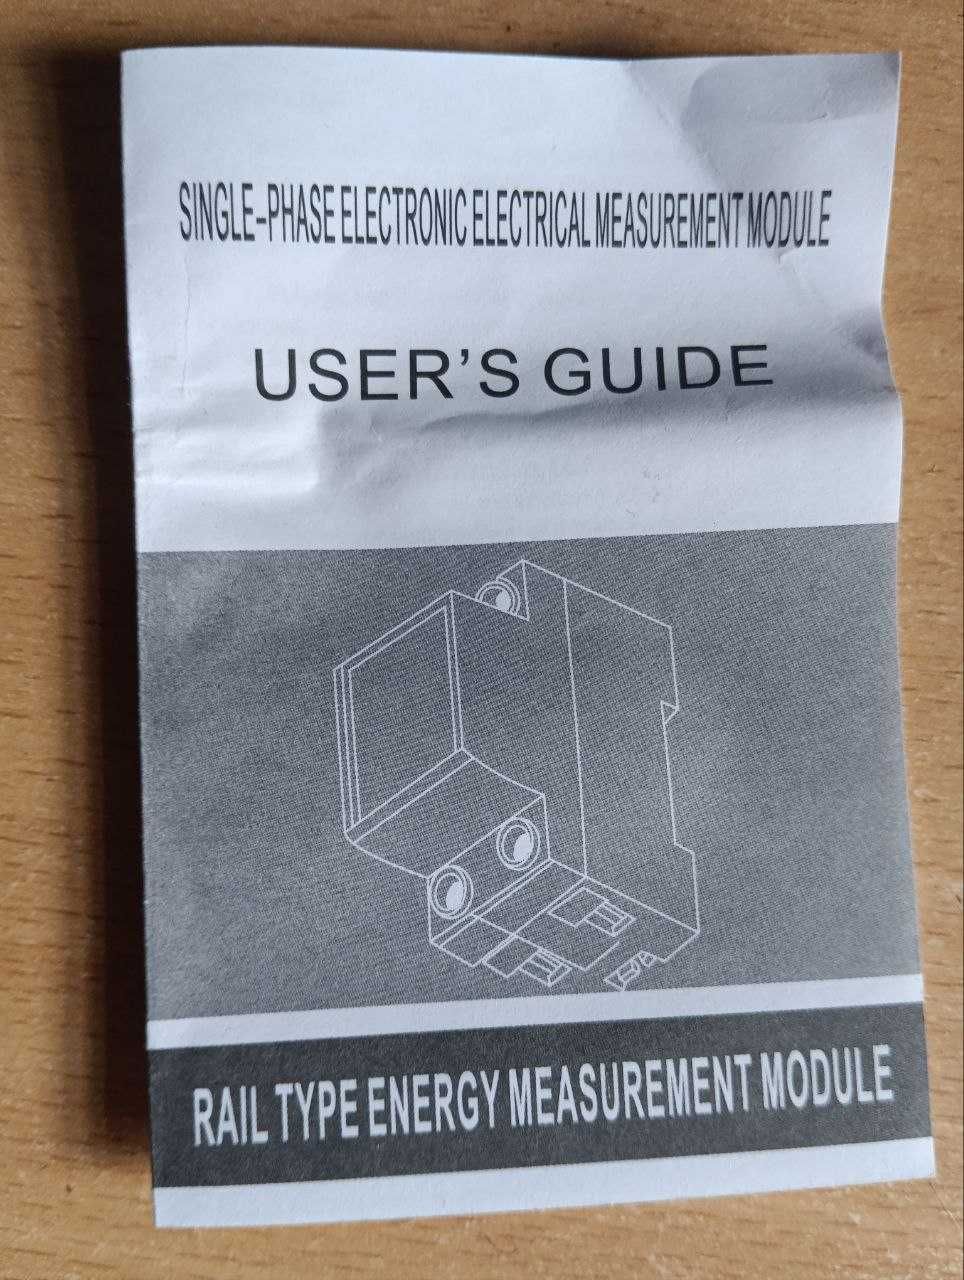 SINGLE-PHASE ELECTRONIC ELECTRICAL MEASUREMENT MODULE
USER'S GUIDE
RAIL TYPE ENERGY MEASUREMENT MODULE